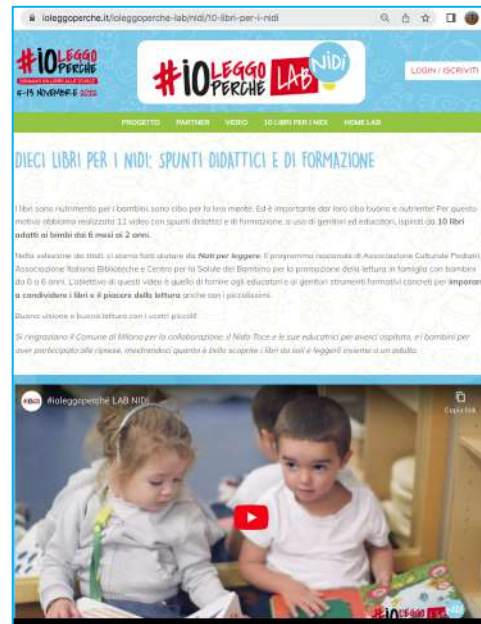 ioleggoperche.it/ioleggoperche-lab/nidi/10-libri-per-i-nidi
#IO LEGGO PERCHÉ
5-13 NOVEMBRE 2022
#IO LEGGO PERCHÉ LAB NIDI
LOGIN / ISCRIVITI
PROGETTO PARTNER VIDEO 10 LIBRI PER I NIDI HOME LAB
DIECI LIBRI PER I NIDI: SPUNTI DIDATTICI E DI FORMAZIONE
I libri sono nutrimento per i bambini, sono cibo per la loro mente. Ed è importante dar loro cibo buono e nutriente! Per questo
motivo abbiamo realizzato 11 video con spunti didattici e di formazione, a uso di genitori ed educatori, ispirati da 10 libri
adatti ai bimbi dai 6 mesi ai 2 anni.
Nella selezione dei titoli, ci siamo fatti aiutare da Nati per leggere, il programma nazionale di Associazione Culturale Pediatri,
Associazione Italiana Biblioteche e Centro per la Salute del Bambino per la promozione della lettura in famiglia con bambini
da 0 a 6 anni. L'obiettivo di questi video è quello di fornire agli educatori e ai genitori strumenti formativi concreti per imparare
a condividere i libri e il piacere della lettura anche con i piccolissimi.
Buona visione e buona lettura con i vostri piccoli!
Si ringraziano il Comune di Milano per la collaborazione, il Nido Toce e le sue educatrici per averci ospitato, e i bambini per
aver partecipato alle riprese, mostrandoci quanto è bello scoprire i libri da soli e leggerli insieme a un adulto.
#ioleggoperché LAB NIDI
Copia link
#IO LEGGO LAB